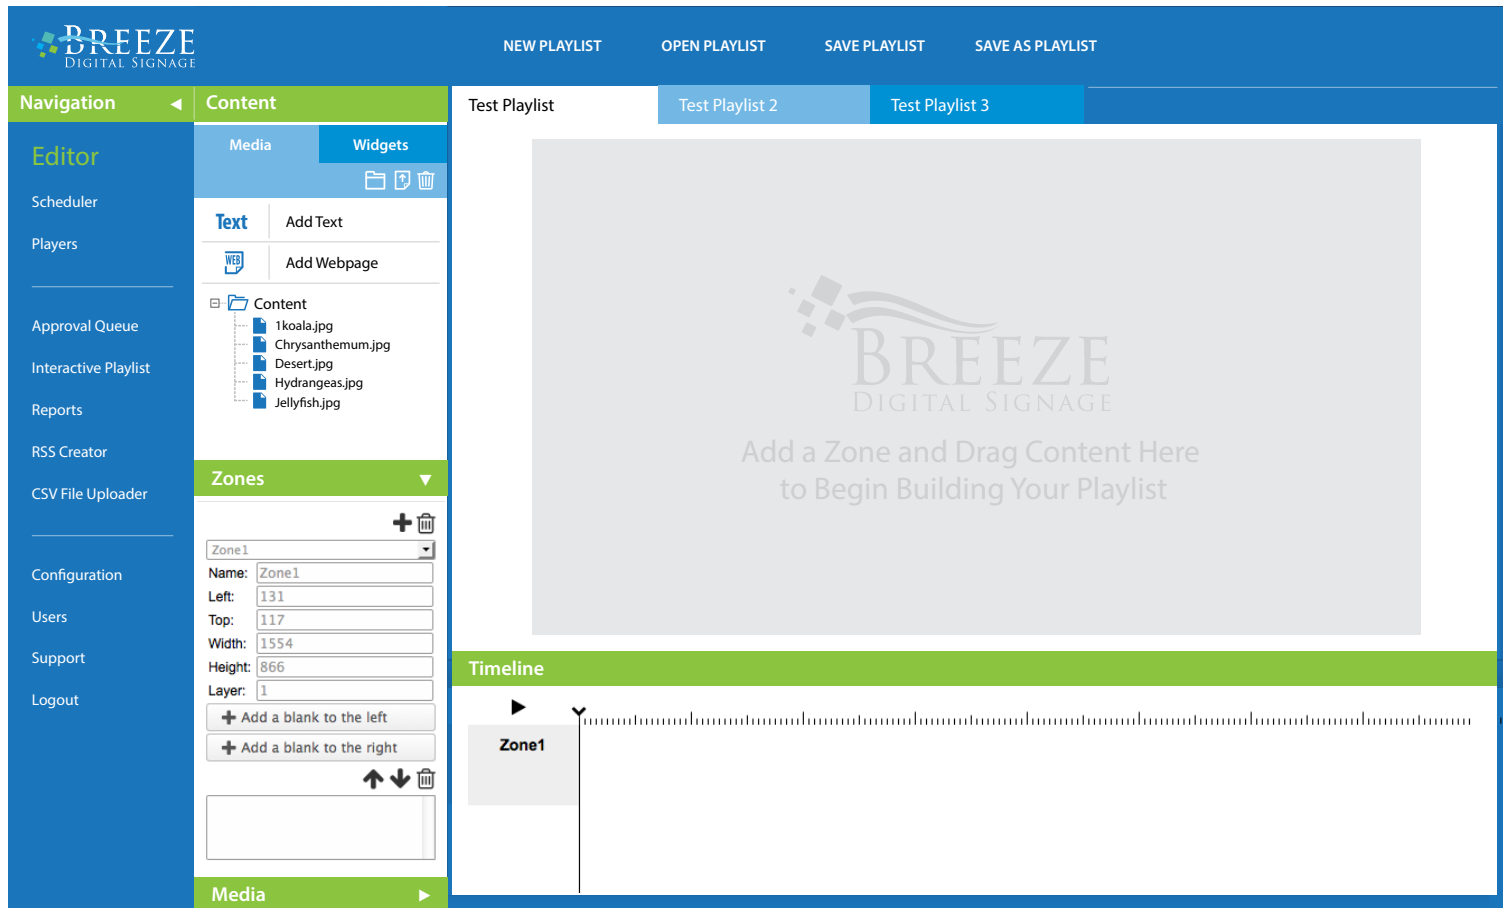 BREEZE
DIGITAL SIGNAGE
NEW PLAYLIST
OPEN PLAYLIST
SAVE PLAYLIST
SAVE AS PLAYLIST
Navigation
Editor
Scheduler
Players
Approval Queue
Interactive Playlist
Reports
RSS Creator
CSV File Uploader
Configuration
Users
Support
Logout
Content
Media
Widgets
Text
Add Text
WEB
Add Webpage
Content
1koala.jpg
Chrysanthemum.jpg
Desert.jpg
Hydrangeas.jpg
Jellyfish.jpg
Zones
Zone1
Name: Zone1
Left: 131
Top: 117
Width: 1554
Height: 866
Layer: 1
Add a blank to the left
Add a blank to the right
Media
Test Playlist
Test Playlist 2
Test Playlist 3
BREEZE
DIGITAL SIGNAGE
Add a Zone and Drag Content Here
to Begin Building Your Playlist
Timeline
Zone1